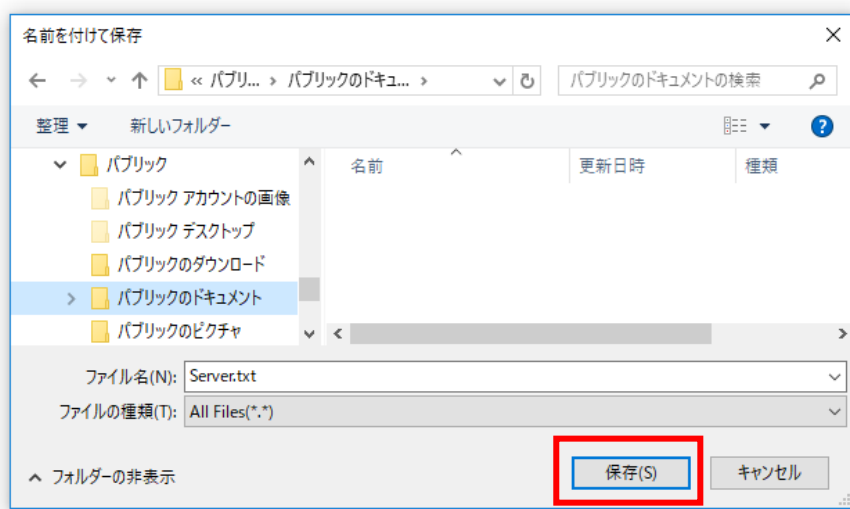 名前を付けて保存
« パブリ... › パブリックのドキュ... ›
パブリックのドキュメントの検索
整理
新しいフォルダー
パブリック
パブリック アカウントの画像
パブリック デスクトップ
パブリックのダウンロード
パブリックのドキュメント
パブリックのピクチャ
名前
更新日時
種類
ファイル名(N): Server.txt
ファイルの種類(T): All Files(*.*)
フォルダーの非表示
保存(S)
キャンセル